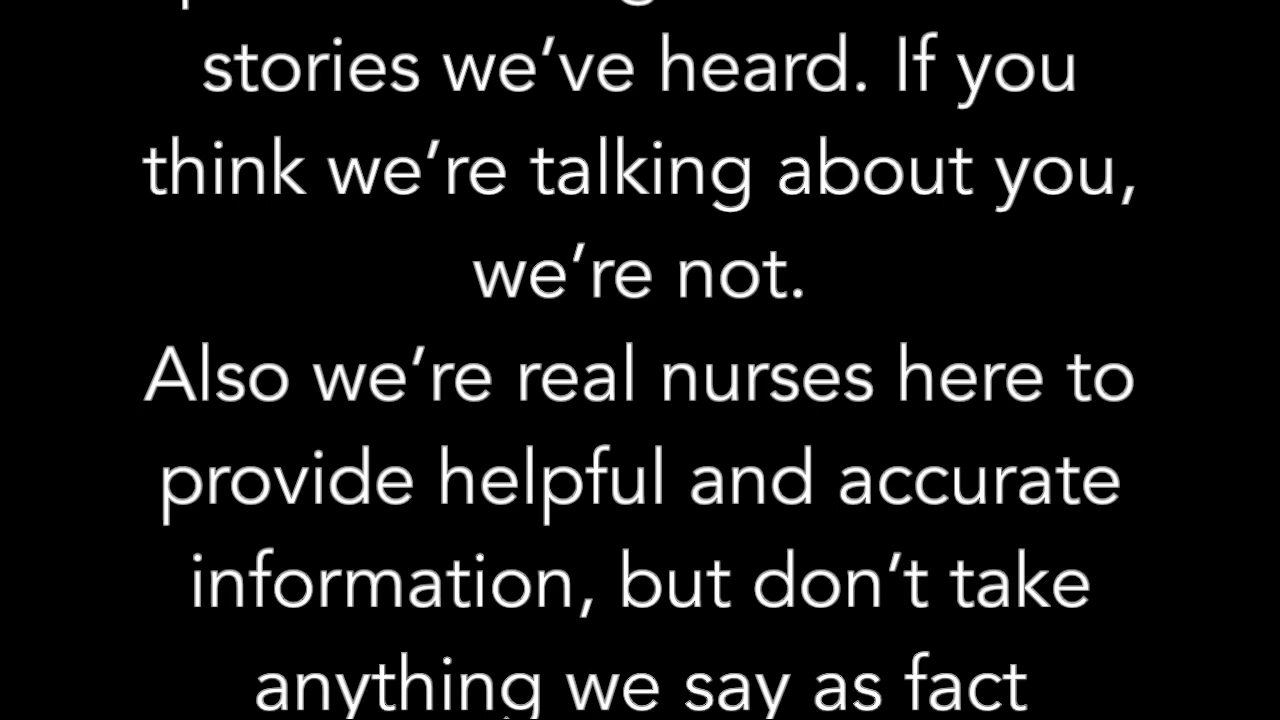 stories we’ve heard. If you
think we’re talking about you,
we’re not.
Also we’re real nurses here to
provide helpful and accurate
information, but don’t take
anything we say as fact